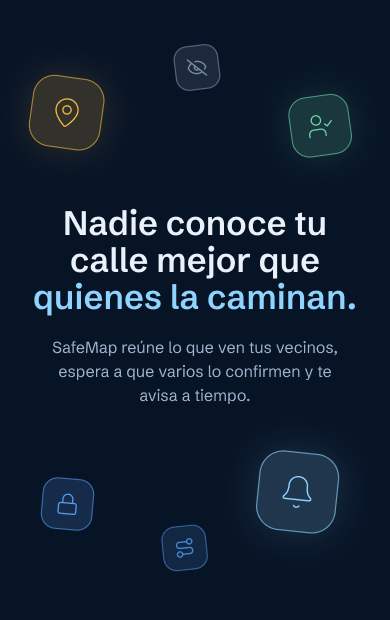 Nadie conoce tu
calle mejor que
quienes la caminan.
SafeMap reúne lo que ven tus vecinos,
espera a que varios lo confirmen y te
avisa a tiempo.